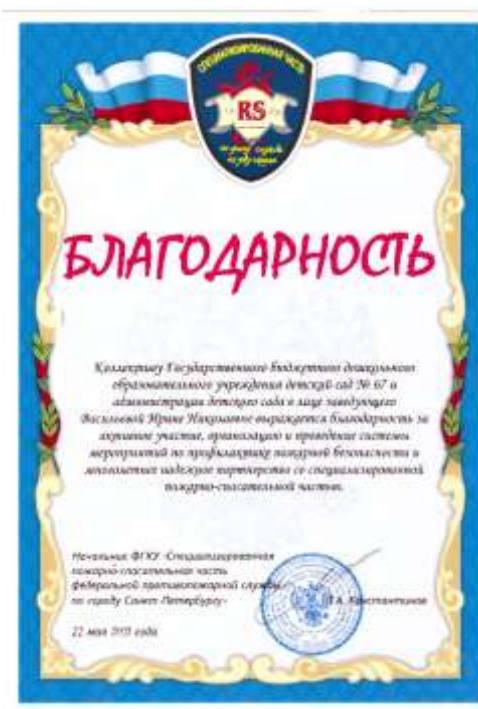 СПЕЦИАЛИЗИРОВАННАЯ ЧАСТЬ
RS
БЛАГОДАРНОСТЬ
Коллективу Государственного бюджетного дошкольного
образовательного учреждения детский сад № 67 и
администрации детского сада в лице заведующего
Васильевой Ирине Николаевне выражается благодарность за
активное участие, организацию и проведение системы
мероприятий по профилактике пожарной безопасности и
многолетнее надежное партнерство со специализированной
пожарно-спасательной частью.
Начальник ФГКУ «Специализированная
пожарно-спасательная часть
федеральной противопожарной службы
по городу Санкт-Петербургу»
А. Константинов
22 мая года